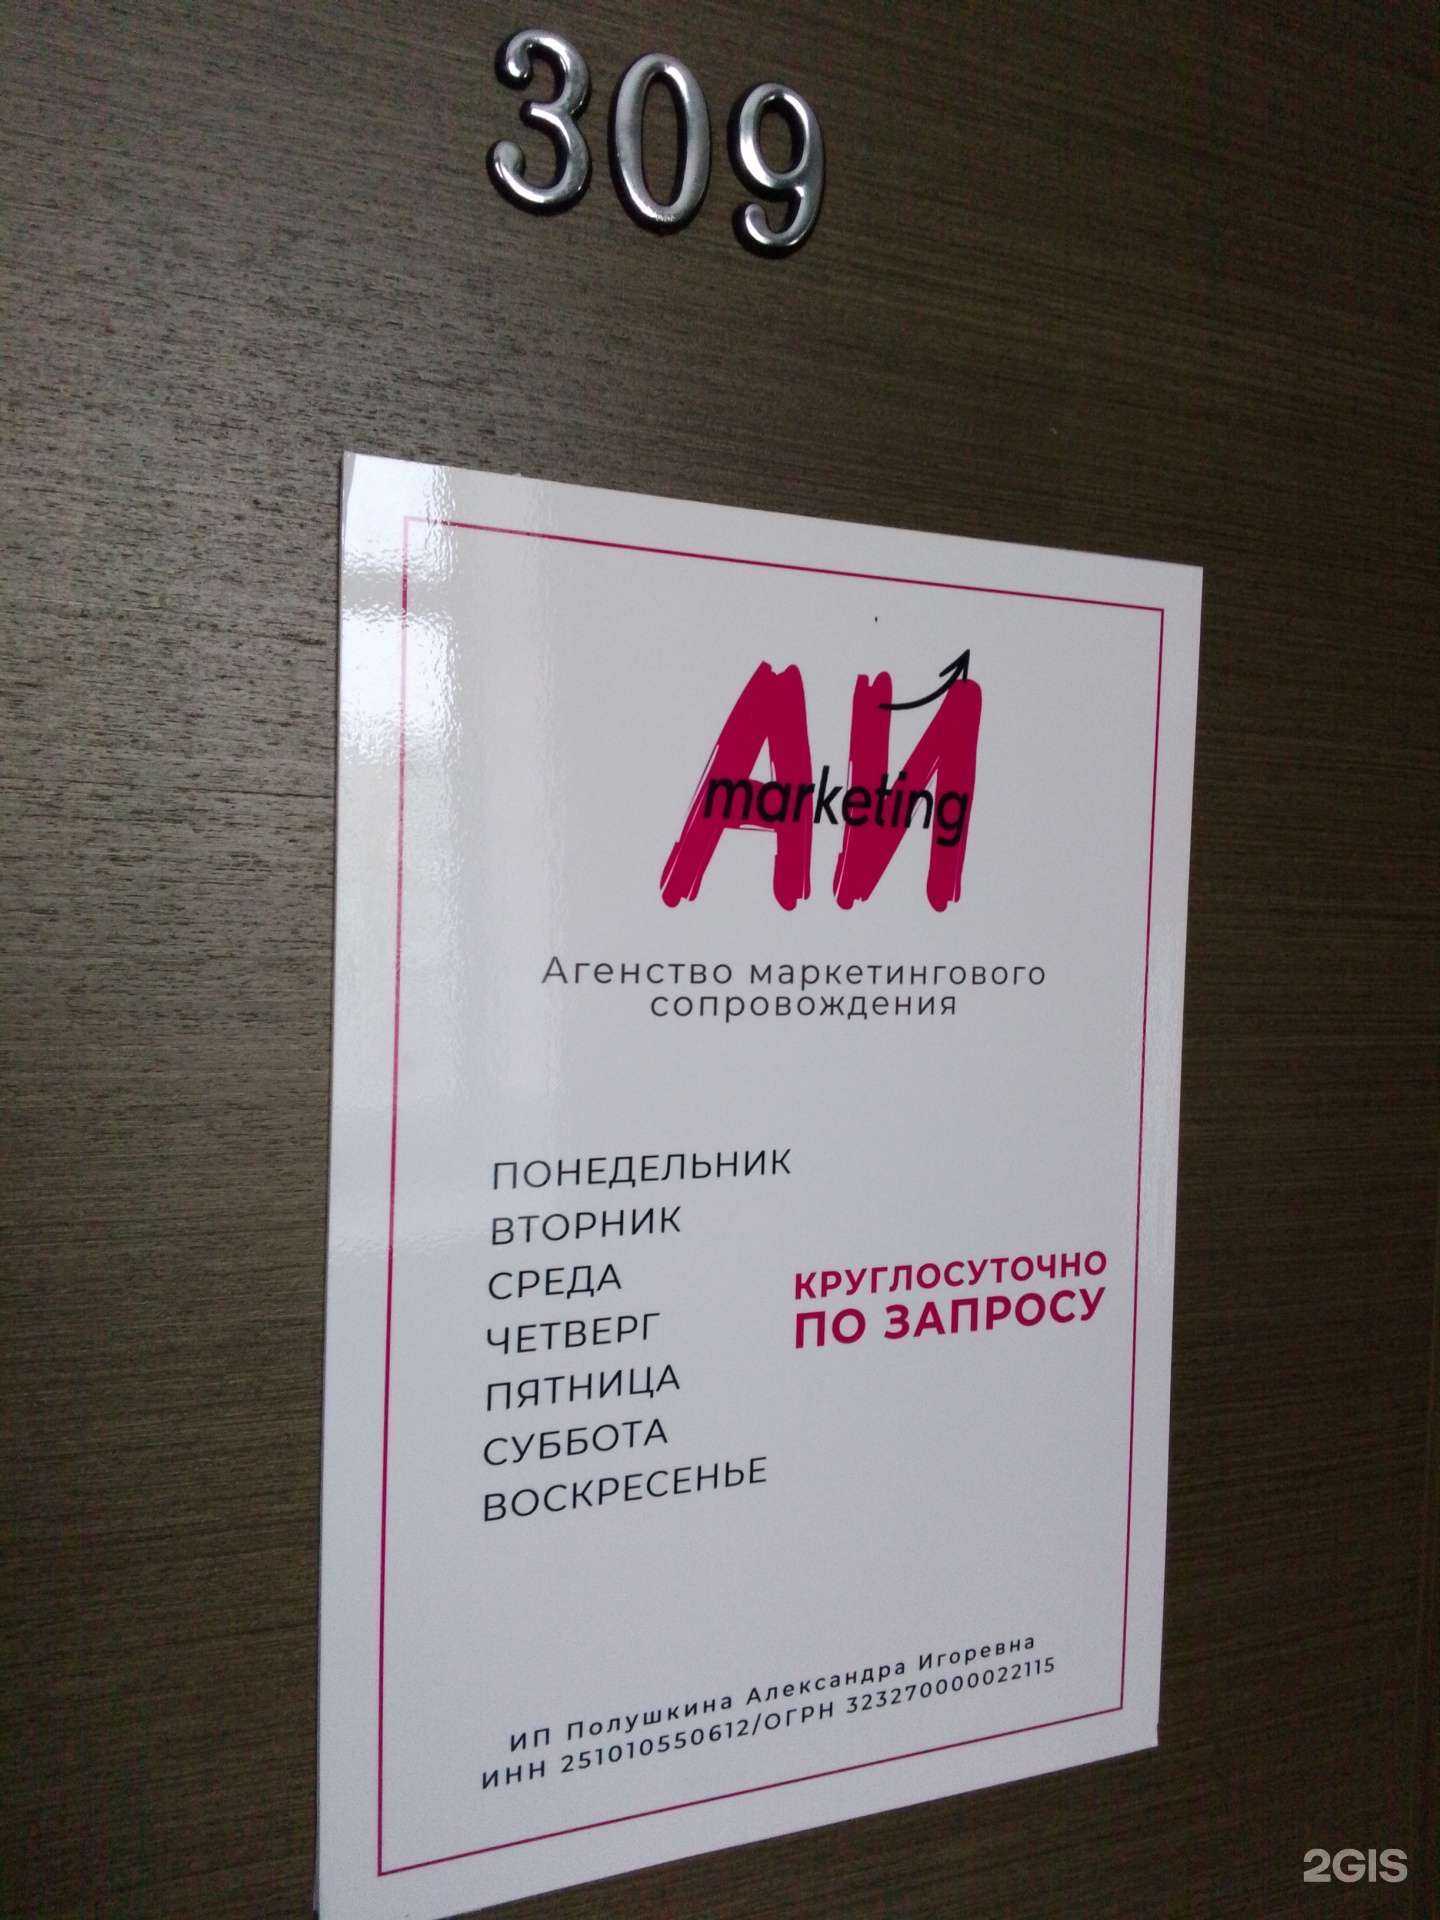 309
АИ
marketing
Агенство маркетингового
сопровождения
ПОНЕДЕЛЬНИК
ВТОРНИК
СРЕДА
ЧЕТВЕРГ
ПЯТНИЦА
СУББОТА
ВОСКРЕСЕНЬЕ
КРУГЛОСУТОЧНО
ПО ЗАПРОСУ
ИП Полушкина Александра Игоревна
ИНН 251010550612/ОГРН 323270000022115
2GIS